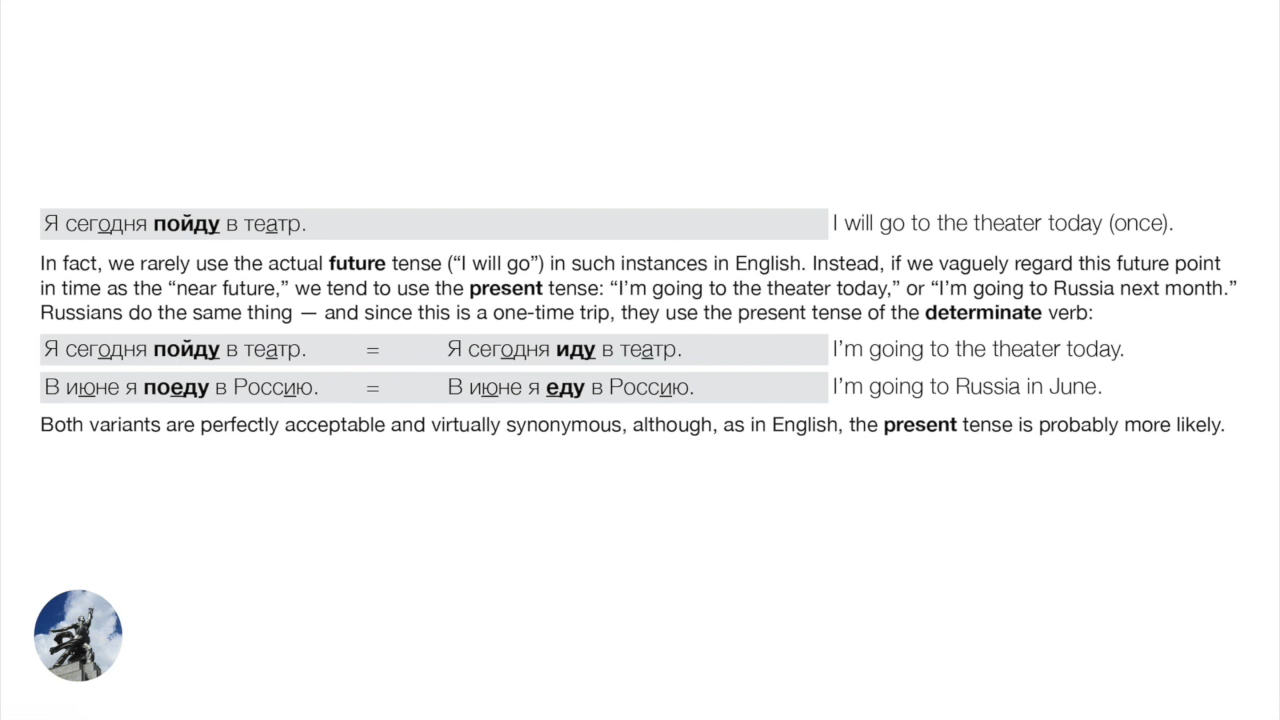 Я сегодня пойду в театр. I will go to the theater today (once).
In fact, we rarely use the actual future tense (“I will go”) in such instances in English. Instead, if we vaguely regard this future point
in time as the “near future,” we tend to use the present tense: “I’m going to the theater today,” or “I’m going to Russia next month.”
Russians do the same thing — and since this is a one-time trip, they use the present tense of the determinate verb:
Я сегодня пойду в театр. = Я сегодня иду в театр. I’m going to the theater today.
В июне я поеду в Россию. = В июне я еду в Россию. I’m going to Russia in June.
Both variants are perfectly acceptable and virtually synonymous, although, as in English, the present tense is probably more likely.